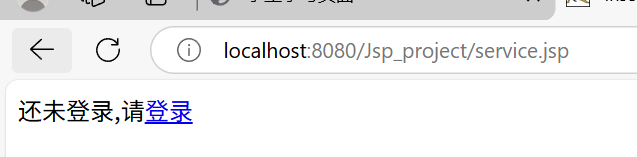 localhost:8080/Jsp_project/service.jsp
还未登录,请登录